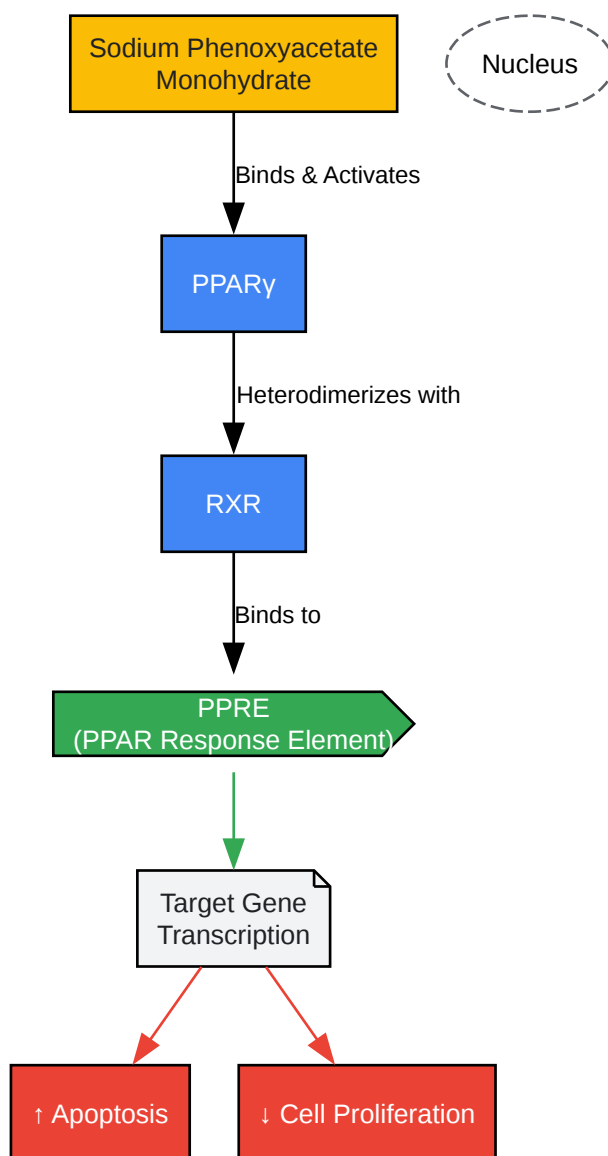 Sodium Phenoxyacetate
Monohydrate
Nucleus
Binds & Activates
PPARγ
Heterodimerizes with
RXR
Binds to
PPRE
(PPAR Response Element)
Target Gene
Transcription
↑ Apoptosis
↓ Cell Proliferation